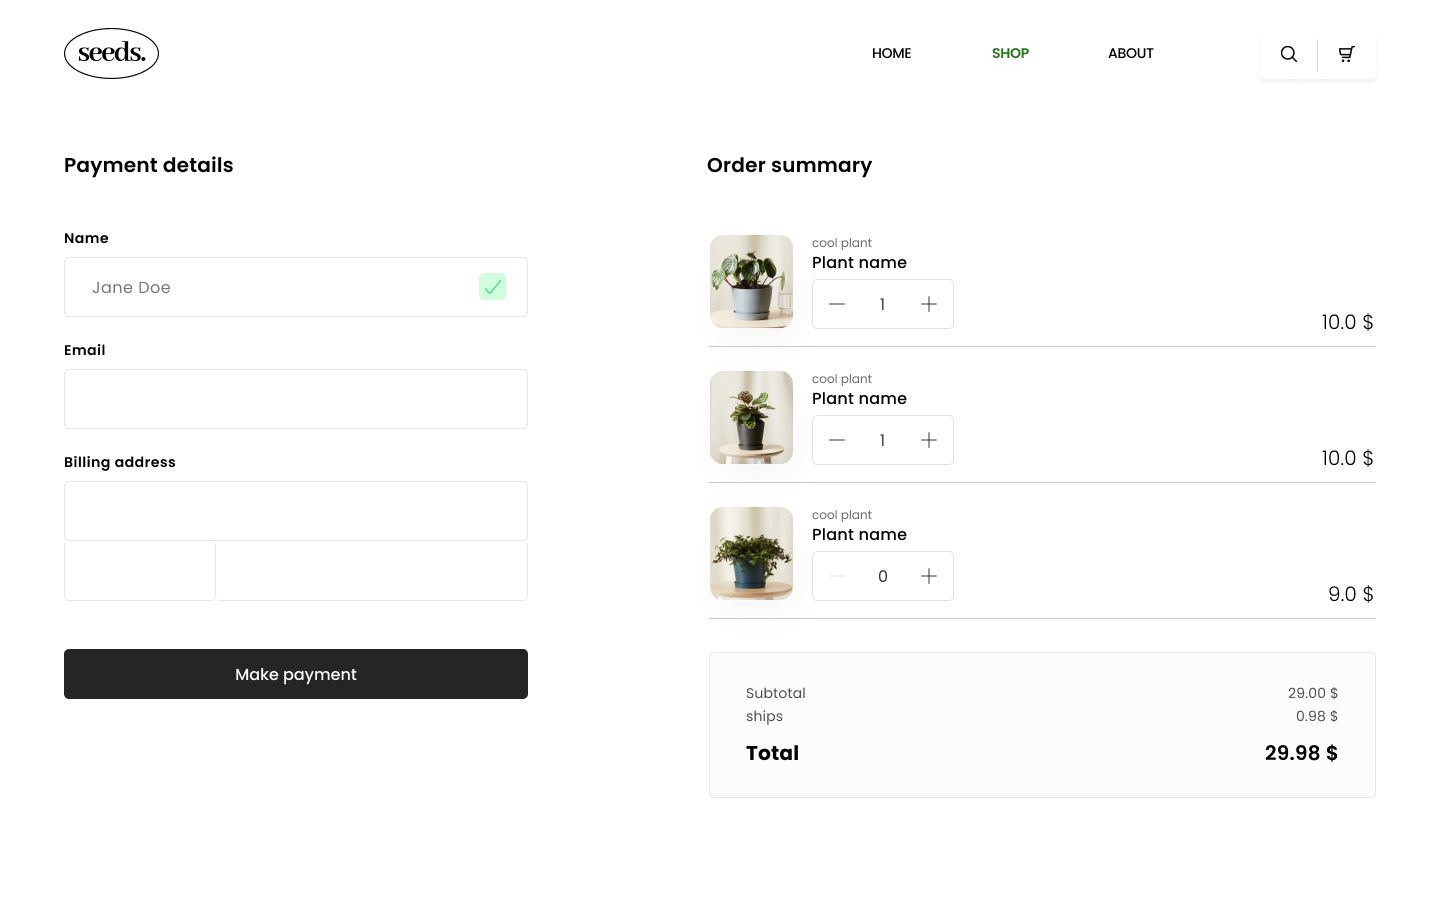 seeds.
HOME
SHOP
ABOUT
Payment details
Name
Jane Doe
Email
Billing address
Make payment
Order summary
cool plant
Plant name
1
10.0 $
cool plant
Plant name
1
10.0 $
cool plant
Plant name
0
9.0 $
Subtotal 29.00 $
ships 0.98 $
Total 29.98 $